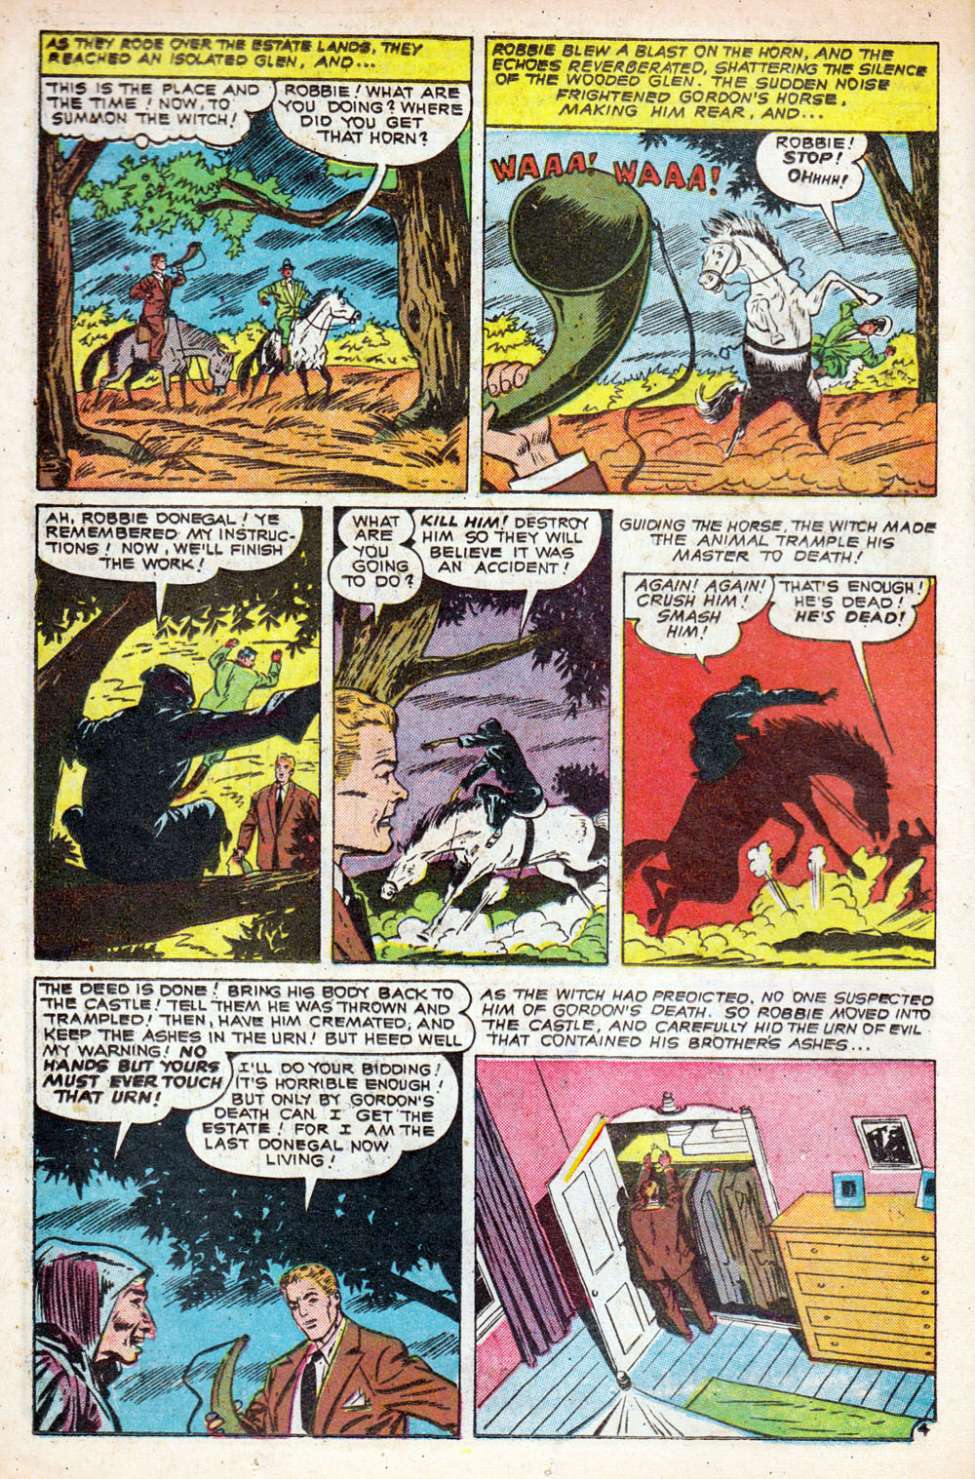 AS THEY RODE OVER THE ESTATE LANDS, THEY
REACHED AN ISOLATED GLEN, AND...
THIS IS THE PLACE AND
THE TIME! NOW, TO
SUMMON THE WITCH!
ROBBIE! WHAT ARE
YOU DOING? WHERE
DID YOU GET
THAT HORN?
ROBBIE BLEW A BLAST ON THE HORN, AND THE
ECHOES REVERBERATED, SHATTERING THE SILENCE
OF THE WOODED GLEN. THE SUDDEN NOISE
FRIGHTENED GORDON'S HORSE,
MAKING HIM REAR, AND...
WAAA! WAAA!
ROBBIE!
STOP!
OHHHH!
AH, ROBBIE DONEGAL! YE
REMEMBERED MY INSTRUC-
TIONS! NOW, WE'LL FINISH
THE WORK!
WHAT
ARE
YOU
GOING
TO DO?
KILL HIM! DESTROY
HIM SO THEY WILL
BELIEVE IT WAS
AN ACCIDENT!
GUIDING THE HORSE, THE WITCH MADE
THE ANIMAL TRAMPLE HIS
MASTER TO DEATH!
AGAIN! AGAIN!
CRUSH HIM!
SMASH
HIM!
THAT'S ENOUGH!
HE'S DEAD!
HE'S DEAD!
THE DEED IS DONE! BRING HIS BODY BACK TO
THE CASTLE! TELL THEM HE WAS THROWN AND
TRAMPLED! THEN, HAVE HIM CREMATED, AND
KEEP THE ASHES IN THE URN! BUT HEED WELL
MY WARNING! NO
HANDS BUT YOURS
MUST EVER TOUCH
THAT URN!
I'LL DO YOUR BIDDING!
IT'S HORRIBLE ENOUGH!
BUT ONLY BY GORDON'S
DEATH CAN I GET THE
ESTATE! FOR I AM THE
LAST DONEGAL NOW
LIVING!
AS THE WITCH HAD PREDICTED, NO ONE SUSPECTED
HIM OF GORDON'S DEATH. SO ROBBIE MOVED INTO
THE CASTLE, AND CAREFULLY HID THE URN OF EVIL
THAT CONTAINED HIS BROTHER'S ASHES...
4